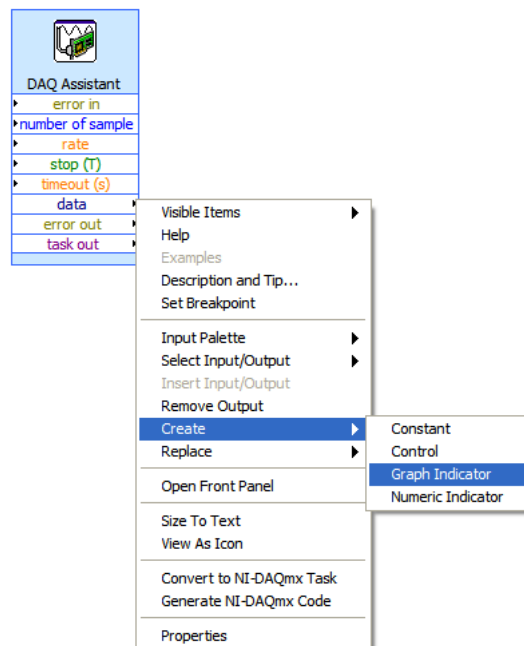 DAQ Assistant
error in
number of sample
rate
stop (T)
timeout (s)
data
error out
task out
Visible Items
Help
Examples
Description and Tip...
Set Breakpoint
Input Palette
Select Input/Output
Insert Input/Output
Remove Output
Create
Replace
Open Front Panel
Size To Text
View As Icon
Convert to NI-DAQmx Task
Generate NI-DAQmx Code
Properties
Constant
Control
Graph Indicator
Numeric Indicator